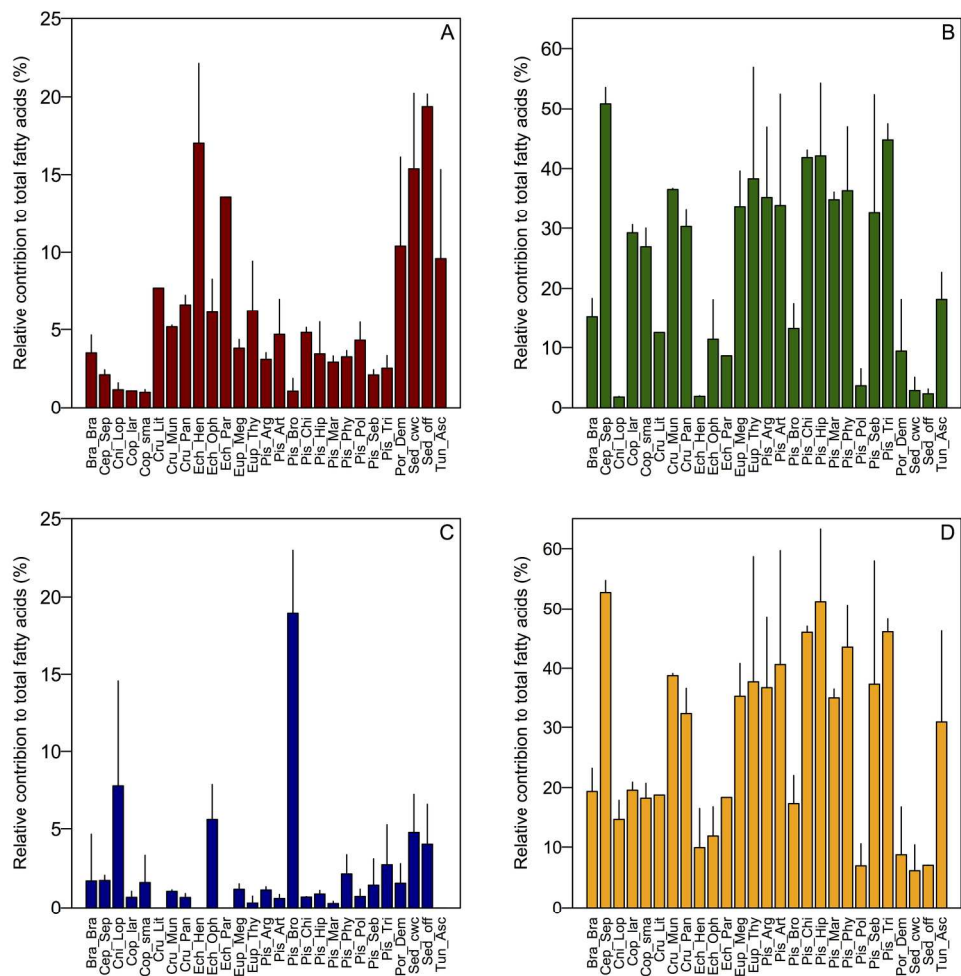 A
Relative contribion to total fatty acids (%)
25
20
15
10
5
0
Bra_Bra
Cep_Sep
Cni_Lop
Cop_lar
Cop_sma
Cru_Lit
Cru_Mun
Cru_Pan
Ech_Hen
Ech_Oph
Ech_Par
Eup_Meg
Eup_Thy
Pis_Arg
Pis_Art
Pis_Bro
Pis_Chi
Pis_Hip
Pis_Mar
Pis_Phy
Pis_Pol
Pis_Seb
Pis_Tri
Por_Dem
Sed_cwc
Sed_off
Tun_Asc
B
Relative contribion to total fatty acids (%)
60
50
40
30
20
10
0
Bra_Bra
Cep_Sep
Cni_Lop
Cop_lar
Cop_sma
Cru_Lit
Cru_Mun
Cru_Pan
Ech_Hen
Ech_Oph
Ech_Par
Eup_Meg
Eup_Thy
Pis_Arg
Pis_Art
Pis_Bro
Pis_Chi
Pis_Hip
Pis_Mar
Pis_Phy
Pis_Pol
Pis_Seb
Pis_Tri
Por_Dem
Sed_cwc
Sed_off
Tun_Asc
C
Relative contribion to total fatty acids (%)
25
20
15
10
5
0
Bra_Bra
Cep_Sep
Cni_Lop
Cop_lar
Cop_sma
Cru_Lit
Cru_Mun
Cru_Pan
Ech_Hen
Ech_Oph
Ech_Par
Eup_Meg
Eup_Thy
Pis_Arg
Pis_Art
Pis_Bro
Pis_Chi
Pis_Hip
Pis_Mar
Pis_Phy
Pis_Pol
Pis_Seb
Pis_Tri
Por_Dem
Sed_cwc
Sed_off
Tun_Asc
D
Relative contribion to total fatty acids (%)
60
50
40
30
20
10
0
Bra_Bra
Cep_Sep
Cni_Lop
Cop_lar
Cop_sma
Cru_Lit
Cru_Mun
Cru_Pan
Ech_Hen
Ech_Oph
Ech_Par
Eup_Meg
Eup_Thy
Pis_Arg
Pis_Art
Pis_Bro
Pis_Chi
Pis_Hip
Pis_Mar
Pis_Phy
Pis_Pol
Pis_Seb
Pis_Tri
Por_Dem
Sed_cwc
Sed_off
Tun_Asc